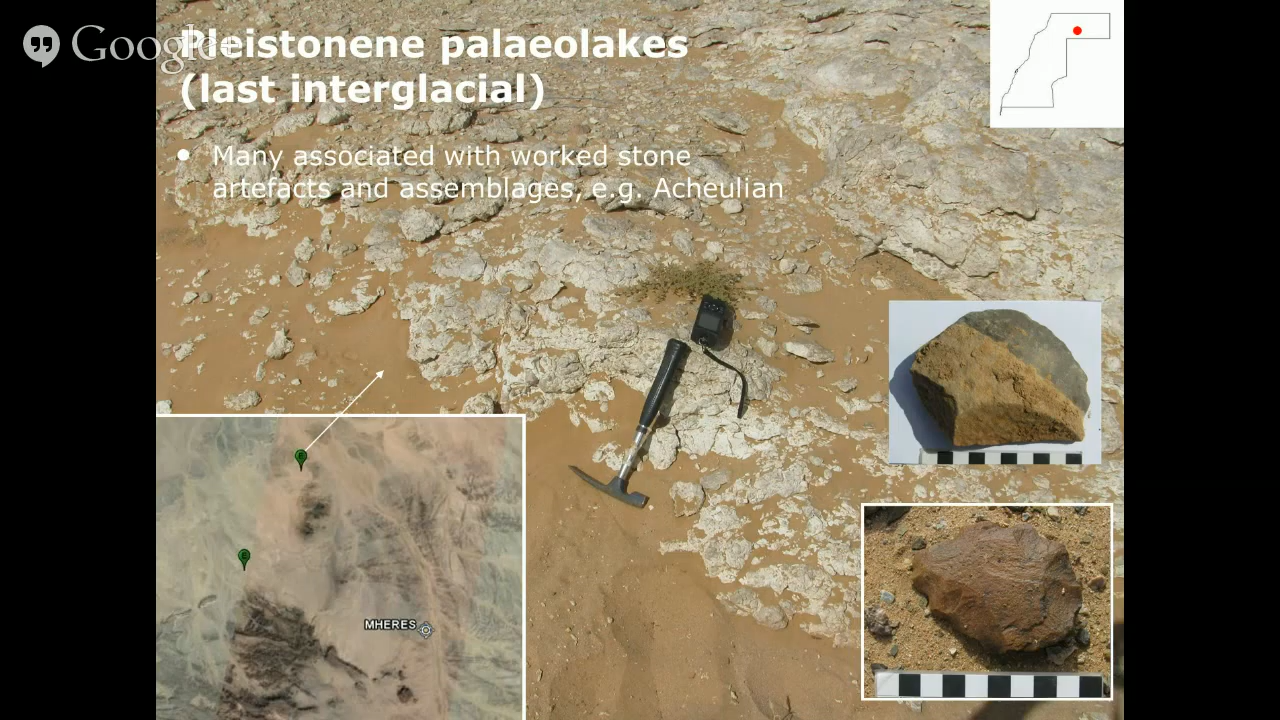 Google+
Pleistonene palaeolakes
(last interglacial)
• Many associated with worked stone
artefacts and assemblages, e.g. Acheulian
MHERES